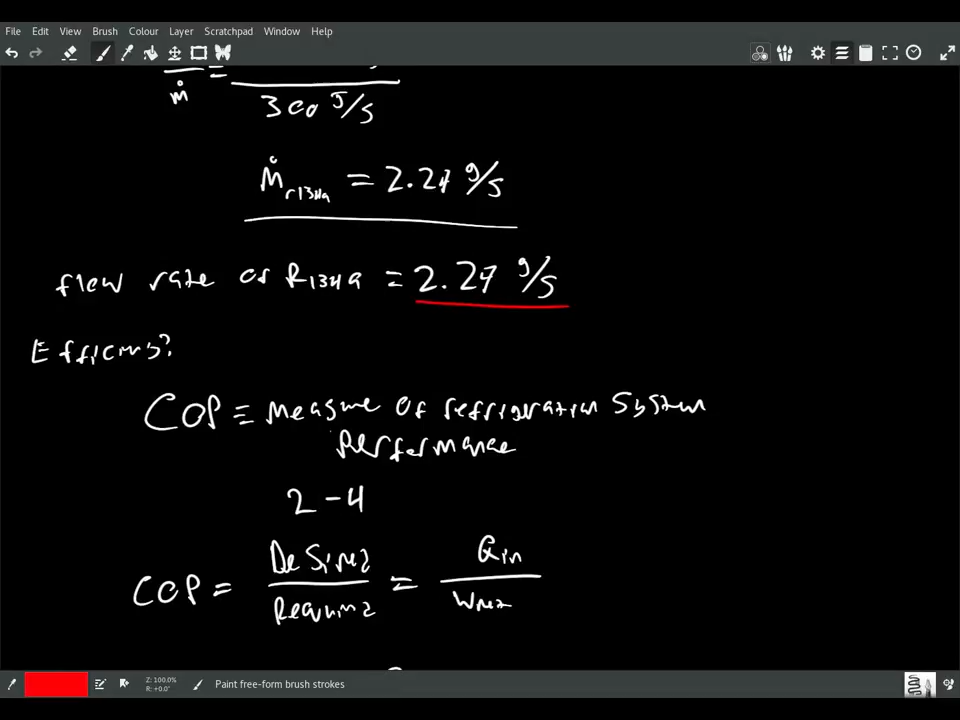 File Edit View Brush Colour Layer Scratchpad Window Help
ṁ =
300 J/s
ṁr134a = 2.27 g/s
flow rate of R134a = 2.27 g/s
COP = measure of refrigeration System
Performance
2-4
COP = Desired / Required = Qin / Wnet
Z: 100.0%
R: +0.0°
Paint free-form brush strokes